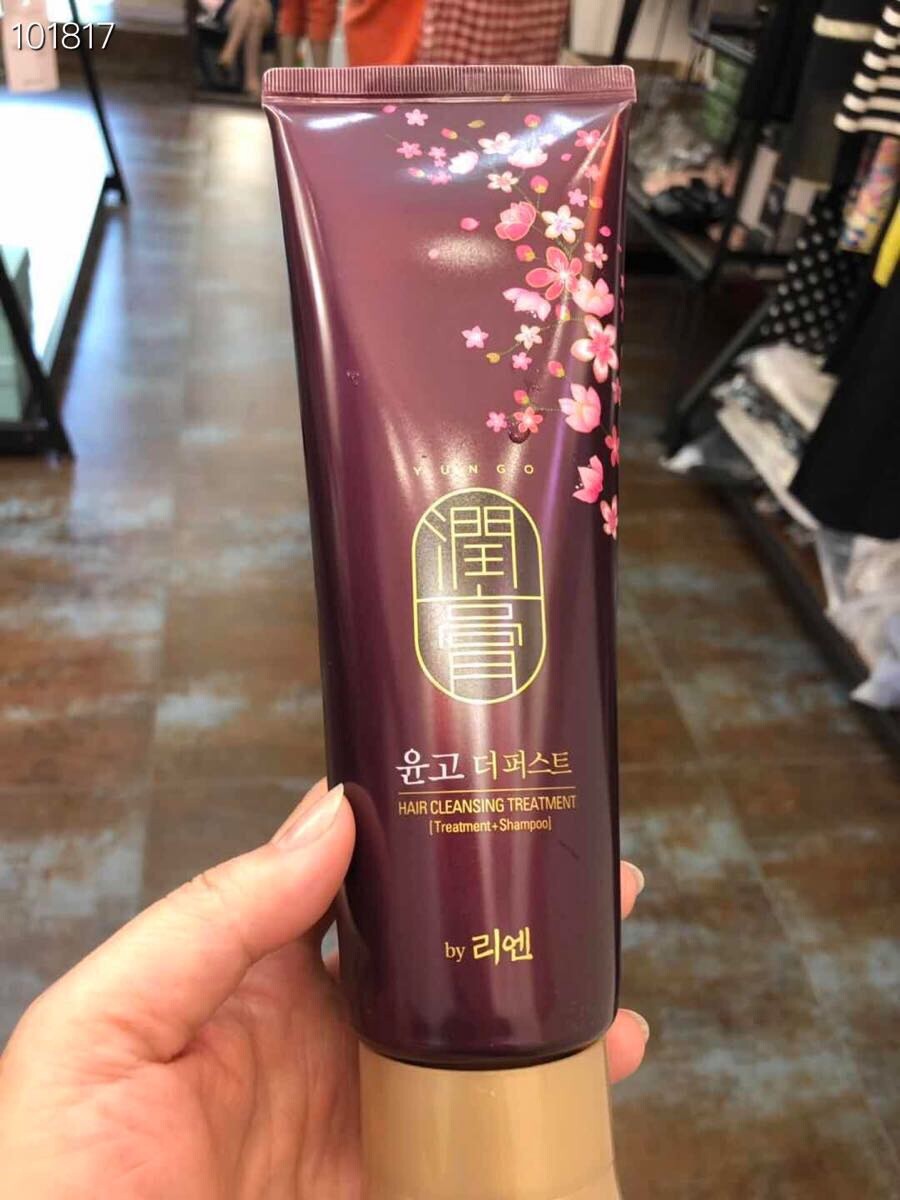 101817
YUNGO
潤
膏
윤고 더퍼스트
HAIR CLEANSING TREATMENT
[Treatment+Shampoo]
by 리엔